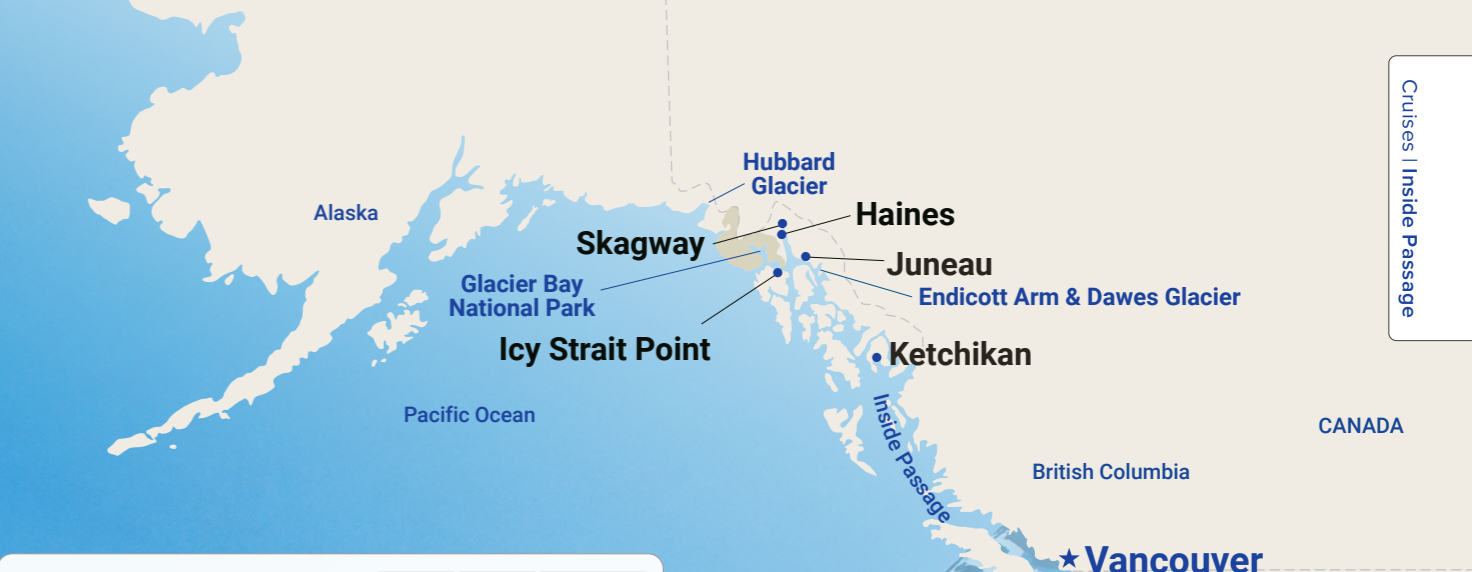 Cruises | Inside Passage
Hubbard
Glacier
Alaska
Haines
Skagway
Juneau
Glacier Bay
National Park
Endicott Arm & Dawes Glacier
Icy Strait Point
Ketchikan
Pacific Ocean
Inside Passage
CANADA
British Columbia
Vancouver